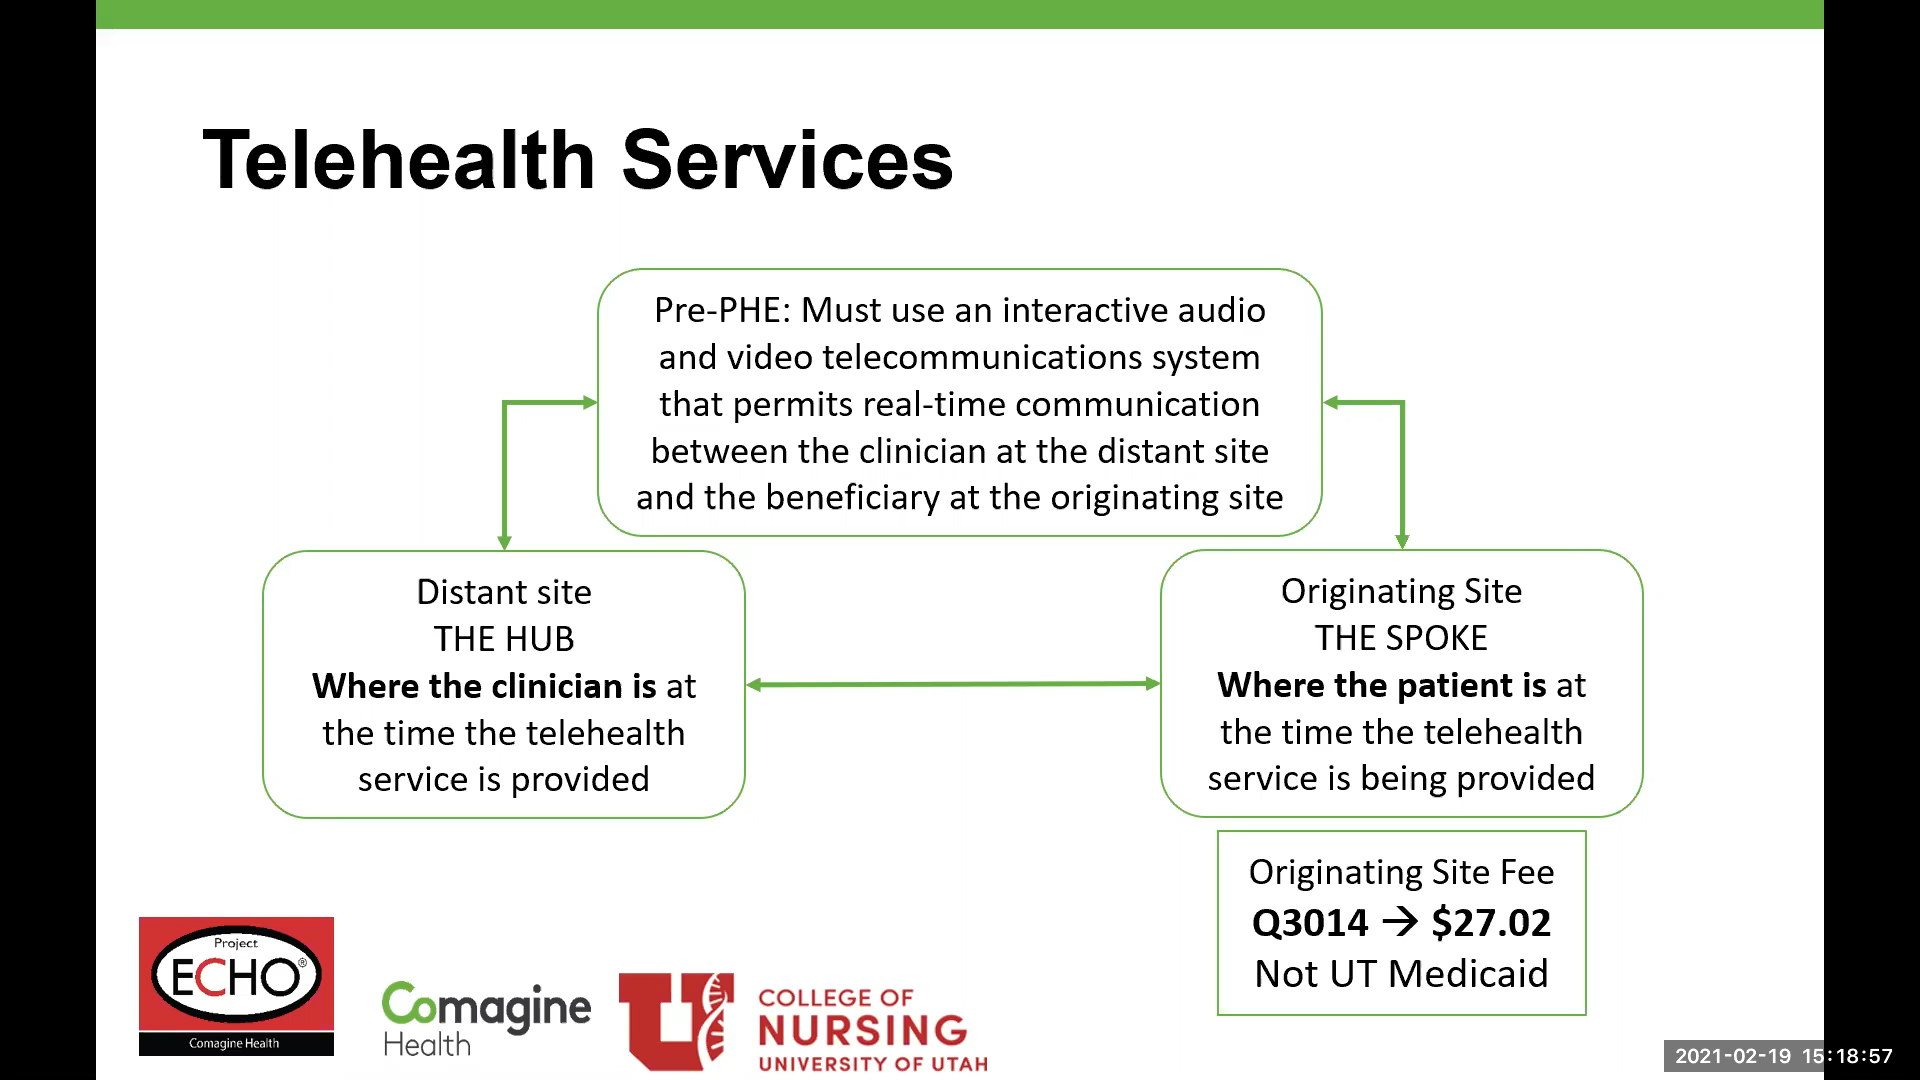 Telehealth Services
Pre-PHE: Must use an interactive audio
and video telecommunications system
that permits real-time communication
between the clinician at the distant site
and the beneficiary at the originating site
Distant site
THE HUB
Where the clinician is at
the time the telehealth
service is provided
Originating Site
THE SPOKE
Where the patient is at
the time the telehealth
service is being provided
Originating Site Fee
Q3014 → $27.02
Not UT Medicaid
Project
ECHO®
Comagine Health
Comagine
Health
U
COLLEGE OF
NURSING
UNIVERSITY OF UTAH
2021-02-19 15:18:57